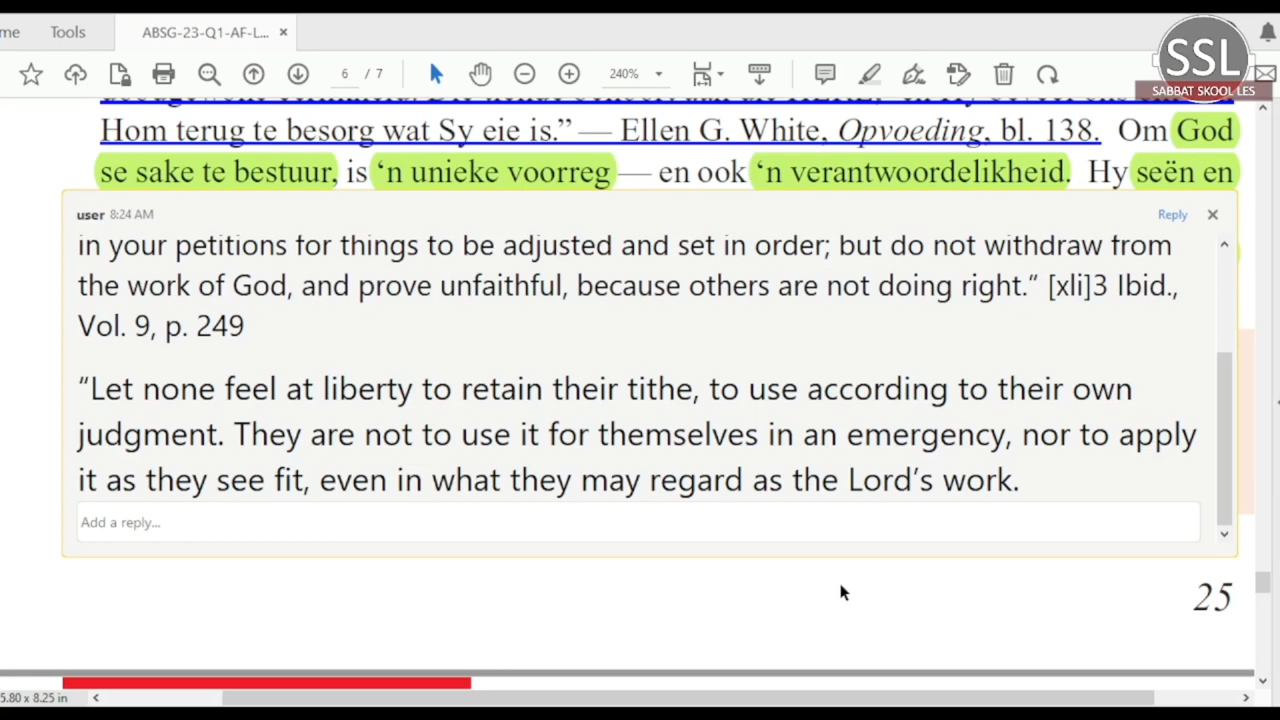 me Tools ABSG-23-Q1-AF-L... ×
6 / 7 240%
SSL
SABBAT SKOOL LES
Hom terug te besorg wat Sy eie is.” — Ellen G. White, Opvoeding, bl. 138. Om God
se sake te bestuur, is ‘n unieke voorreg — en ook ‘n verantwoordelikheid. Hy seën en
user 8:24 AM Reply
in your petitions for things to be adjusted and set in order; but do not withdraw from
the work of God, and prove unfaithful, because others are not doing right.“ [xli]3 Ibid.,
Vol. 9, p. 249
“Let none feel at liberty to retain their tithe, to use according to their own
judgment. They are not to use it for themselves in an emergency, nor to apply
it as they see fit, even in what they may regard as the Lord’s work.
Add a reply...
25
5.80 x 8.25 in